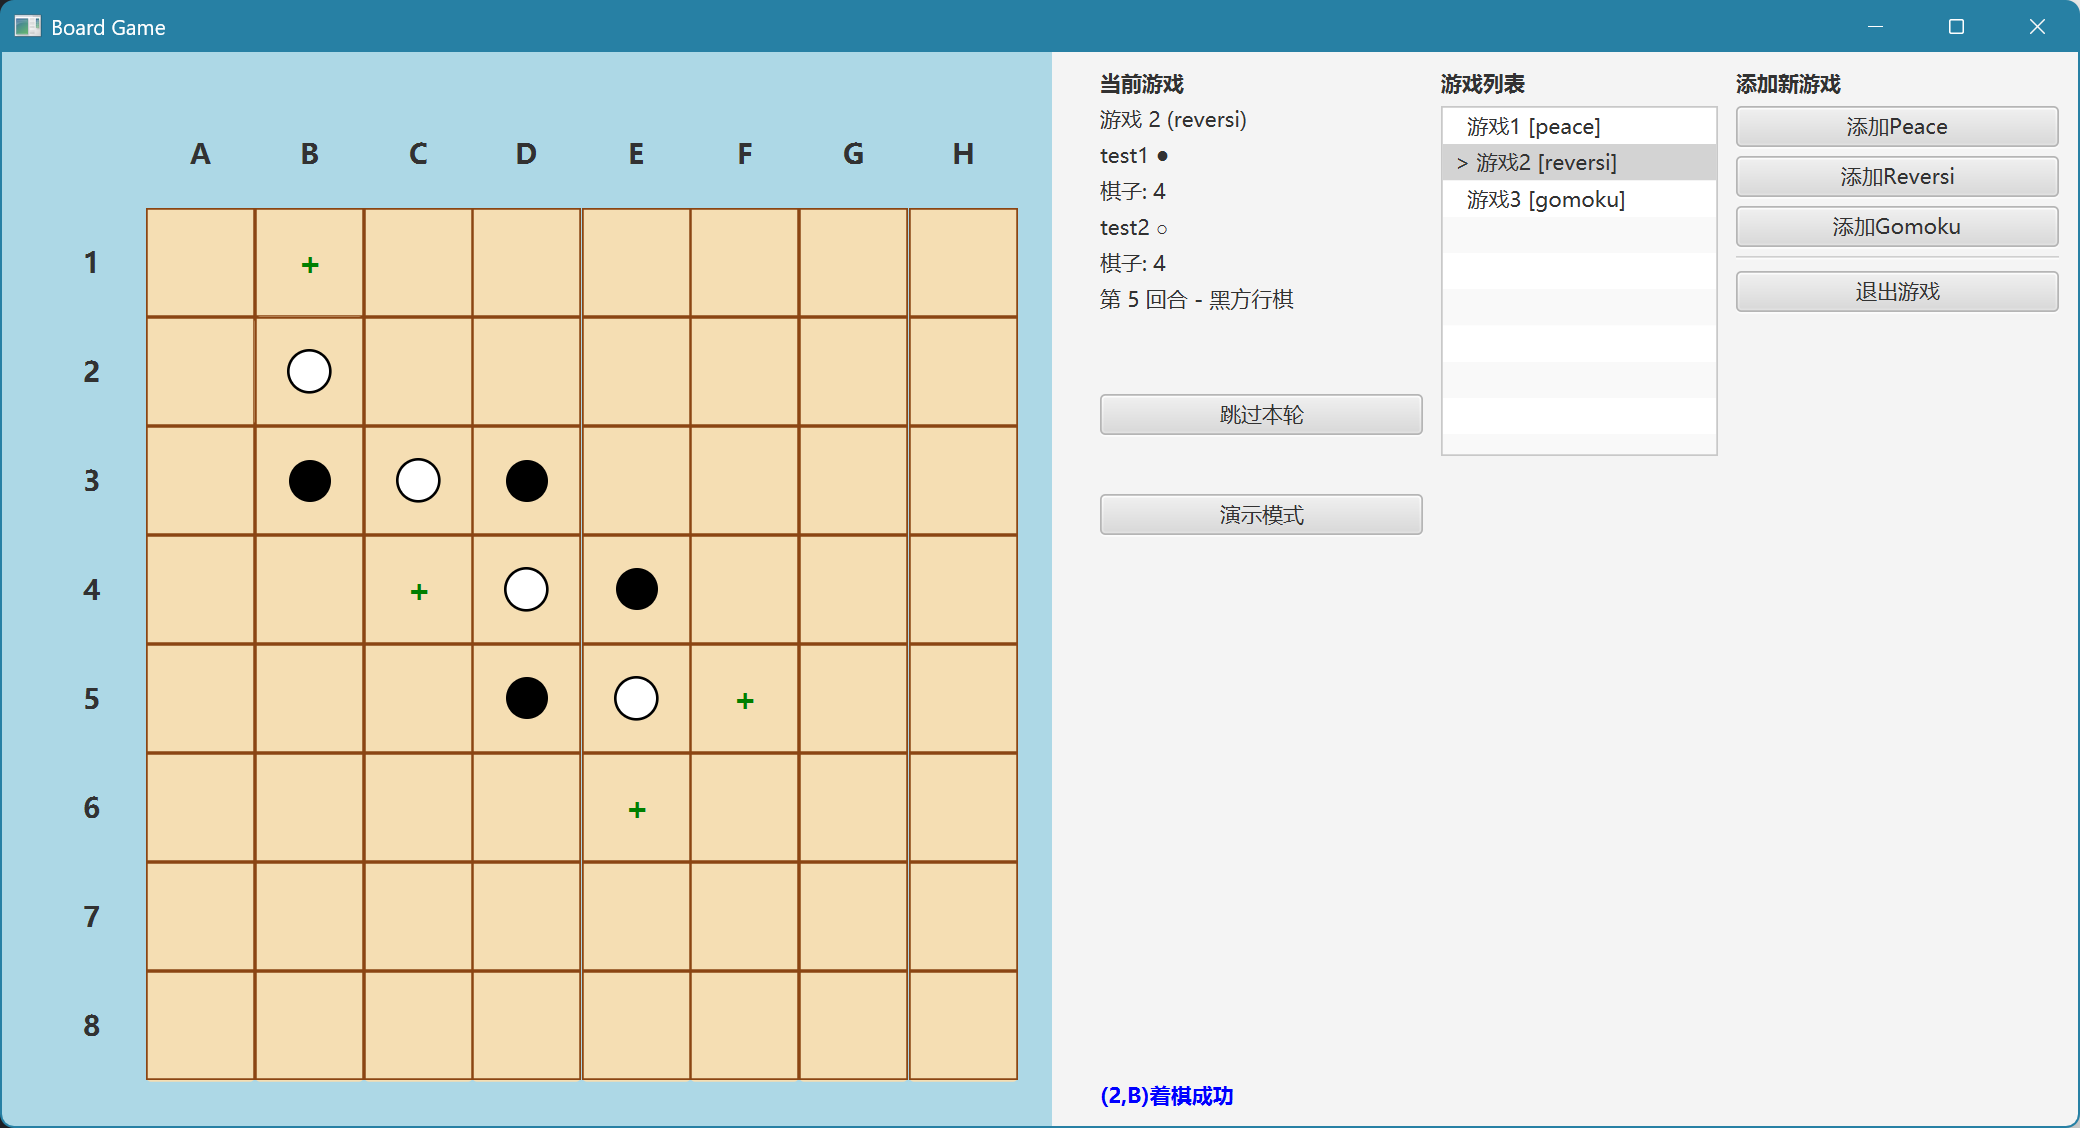 Board Game
A B C D E F G H
1 +
2
3
4 +
5 +
6 +
7
8
当前游戏
游戏 2 (reversi)
test1 ●
棋子: 4
test2 ○
棋子: 4
第 5 回合 - 黑方行棋
跳过本轮
演示模式
(2,B)着棋成功
游戏列表
游戏1 [peace]
> 游戏2 [reversi]
游戏3 [gomoku]
添加新游戏
添加Peace
添加Reversi
添加Gomoku
退出游戏